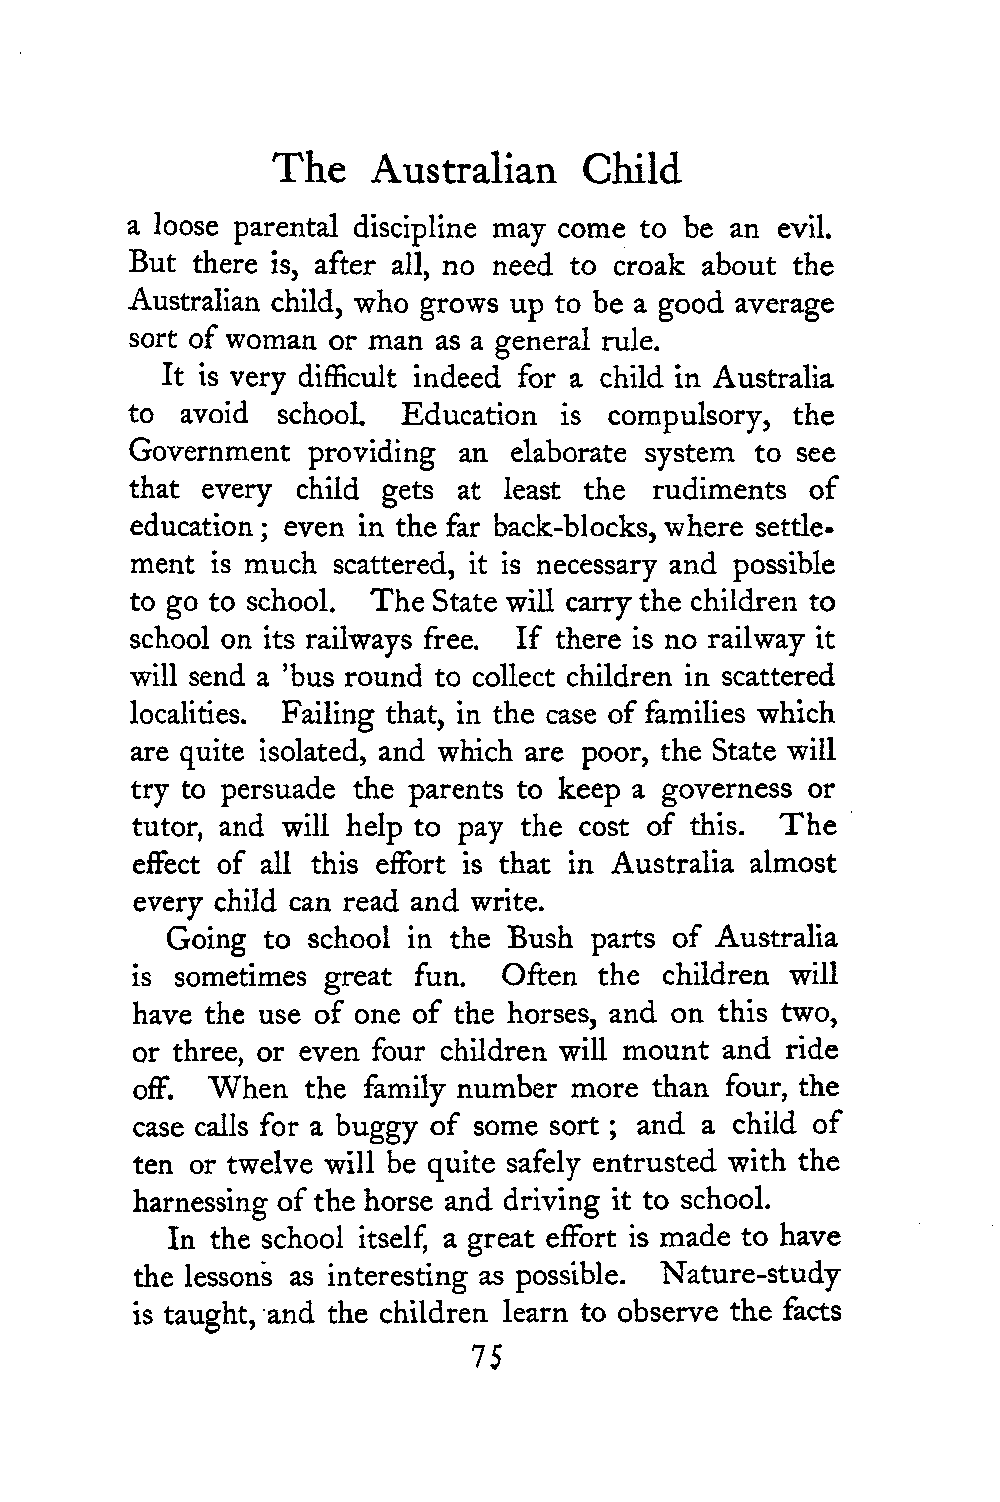 The Australian Child
a loose parental discipline may come to be an evil.
But there is, after all, no need to croak about the
Australian child, who grows up to be a good average
sort of woman or man as a general rule.
It is very difficult indeed for a child in Australia
to avoid school. Education is compulsory, the
Government providing an elaborate system to see
that every child gets at least the rudiments of
education; even in the far back-blocks, where settle-
ment is much scattered, it is necessary and possible
to go to school. The State will carry the children to
school on its railways free. If there is no railway it
will send a 'bus round to collect children in scattered
localities. Failing that, in the case of families which
are quite isolated, and which are poor, the State will
try to persuade the parents to keep a governess or
tutor, and will help to pay the cost of this. The
effect of all this effort is that in Australia almost
every child can read and write.
Going to school in the Bush parts of Australia
is sometimes great fun. Often the children will
have the use of one of the horses, and on this two,
or three, or even four children will mount and ride
off. When the family number more than four, the
case calls for a buggy of some sort; and a child of
ten or twelve will be quite safely entrusted with the
harnessing of the horse and driving it to school.
In the school itself, a great effort is made to have
the lessons as interesting as possible. Nature-study
is taught, and the children learn to observe the facts
75